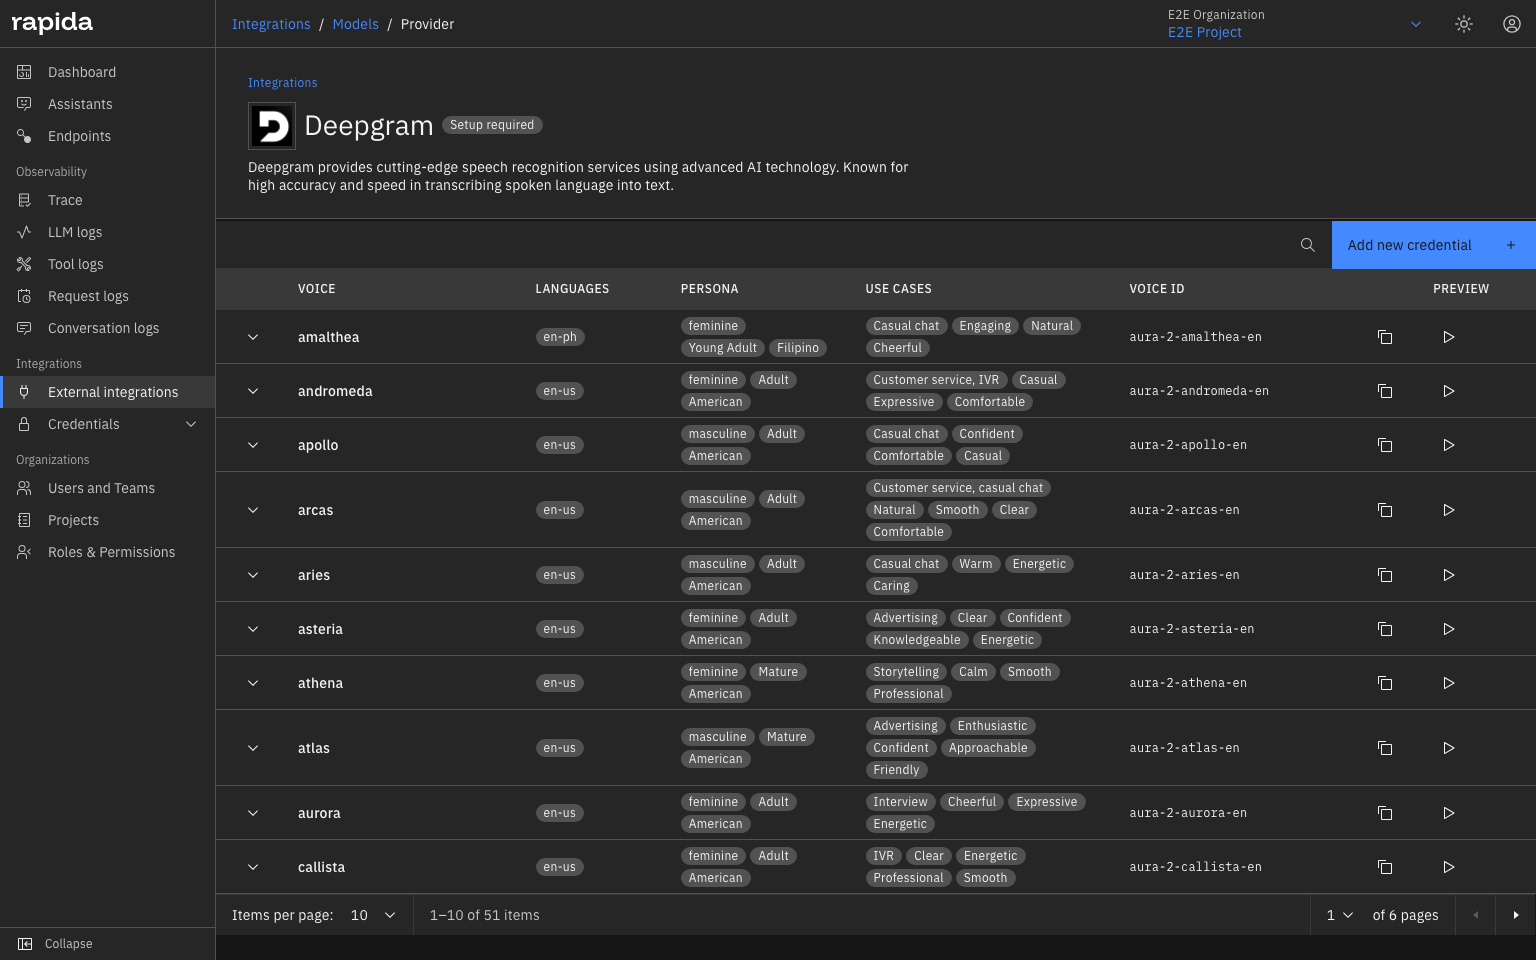 rapida
Integrations / Models / Provider
E2E Organization
E2E Project
Dashboard
Assistants
Endpoints
Observability
Trace
LLM logs
Tool logs
Request logs
Conversation logs
Integrations
External integrations
Credentials
Organizations
Users and Teams
Projects
Roles & Permissions
Collapse
Integrations
Deepgram Setup required
Deepgram provides cutting-edge speech recognition services using advanced AI technology. Known for
high accuracy and speed in transcribing spoken language into text.
Add new credential +
VOICE LANGUAGES PERSONA USE CASES VOICE ID PREVIEW
feminine Casual chat Engaging Natural
amalthea en-ph aura-2-amalthea-en
Young Adult Filipino Cheerful
feminine Adult Customer service, IVR Casual
andromeda en-us aura-2-andromeda-en
American Expressive Comfortable
masculine Adult Casual chat Confident
apollo en-us aura-2-apollo-en
American Comfortable Casual
Customer service, casual chat
masculine Adult
arcas en-us Natural Smooth Clear aura-2-arcas-en
American
Comfortable
masculine Adult Casual chat Warm Energetic
aries en-us aura-2-aries-en
American Caring
feminine Adult Advertising Clear Confident
asteria en-us aura-2-asteria-en
American Knowledgeable Energetic
feminine Mature Storytelling Calm Smooth
athena en-us aura-2-athena-en
American Professional
Advertising Enthusiastic
masculine Mature
atlas en-us Confident Approachable aura-2-atlas-en
American
Friendly
feminine Adult Interview Cheerful Expressive
aurora en-us aura-2-aurora-en
American Energetic
feminine Adult IVR Clear Energetic
callista en-us aura-2-callista-en
American Professional Smooth
Items per page: 10 1–10 of 51 items 1 of 6 pages